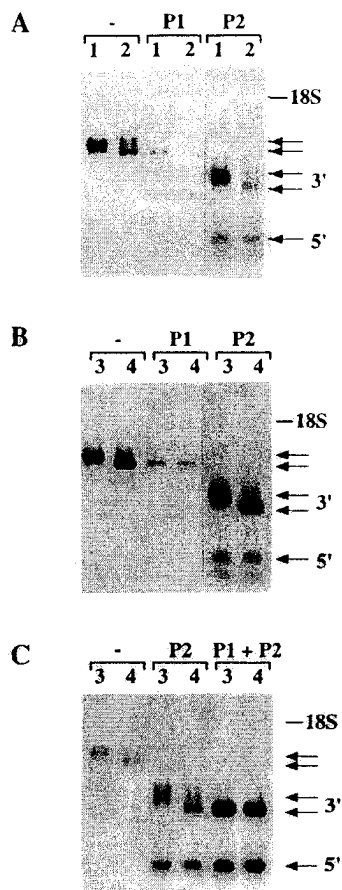 A
- P1 P2
1 2 1 2 1 2
18S
3'
5'
B
- P1 P2
3 4 3 4 3 4
18S
3'
5'
C
- P2 P1 + P2
3 4 3 4 3 4
18S
3'
5'